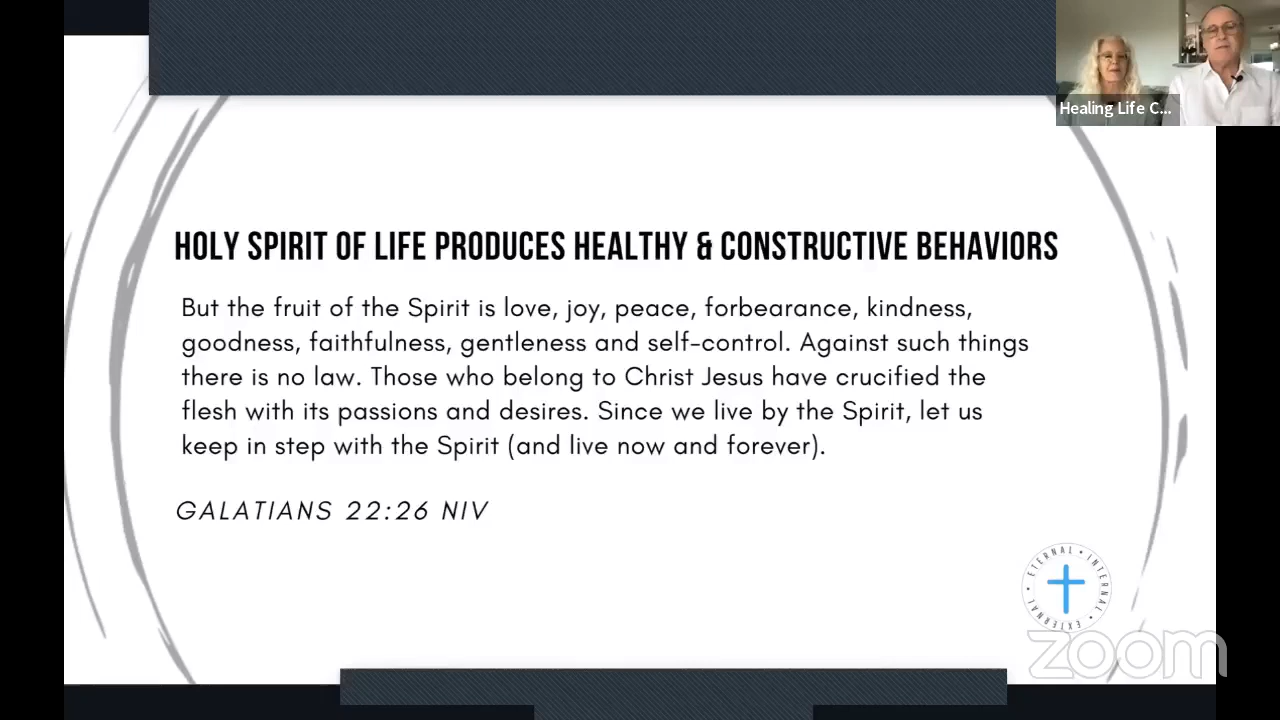 Healing Life C...
HOLY SPIRIT OF LIFE PRODUCES HEALTHY & CONSTRUCTIVE BEHAVIORS
But the fruit of the Spirit is love, joy, peace, forbearance, kindness,
goodness, faithfulness, gentleness and self-control. Against such things
there is no law. Those who belong to Christ Jesus have crucified the
flesh with its passions and desires. Since we live by the Spirit, let us
keep in step with the Spirit (and live now and forever).
GALATIANS 22:26 NIV
ETERNAL • INTERNAL • EXTERNAL •
zoom